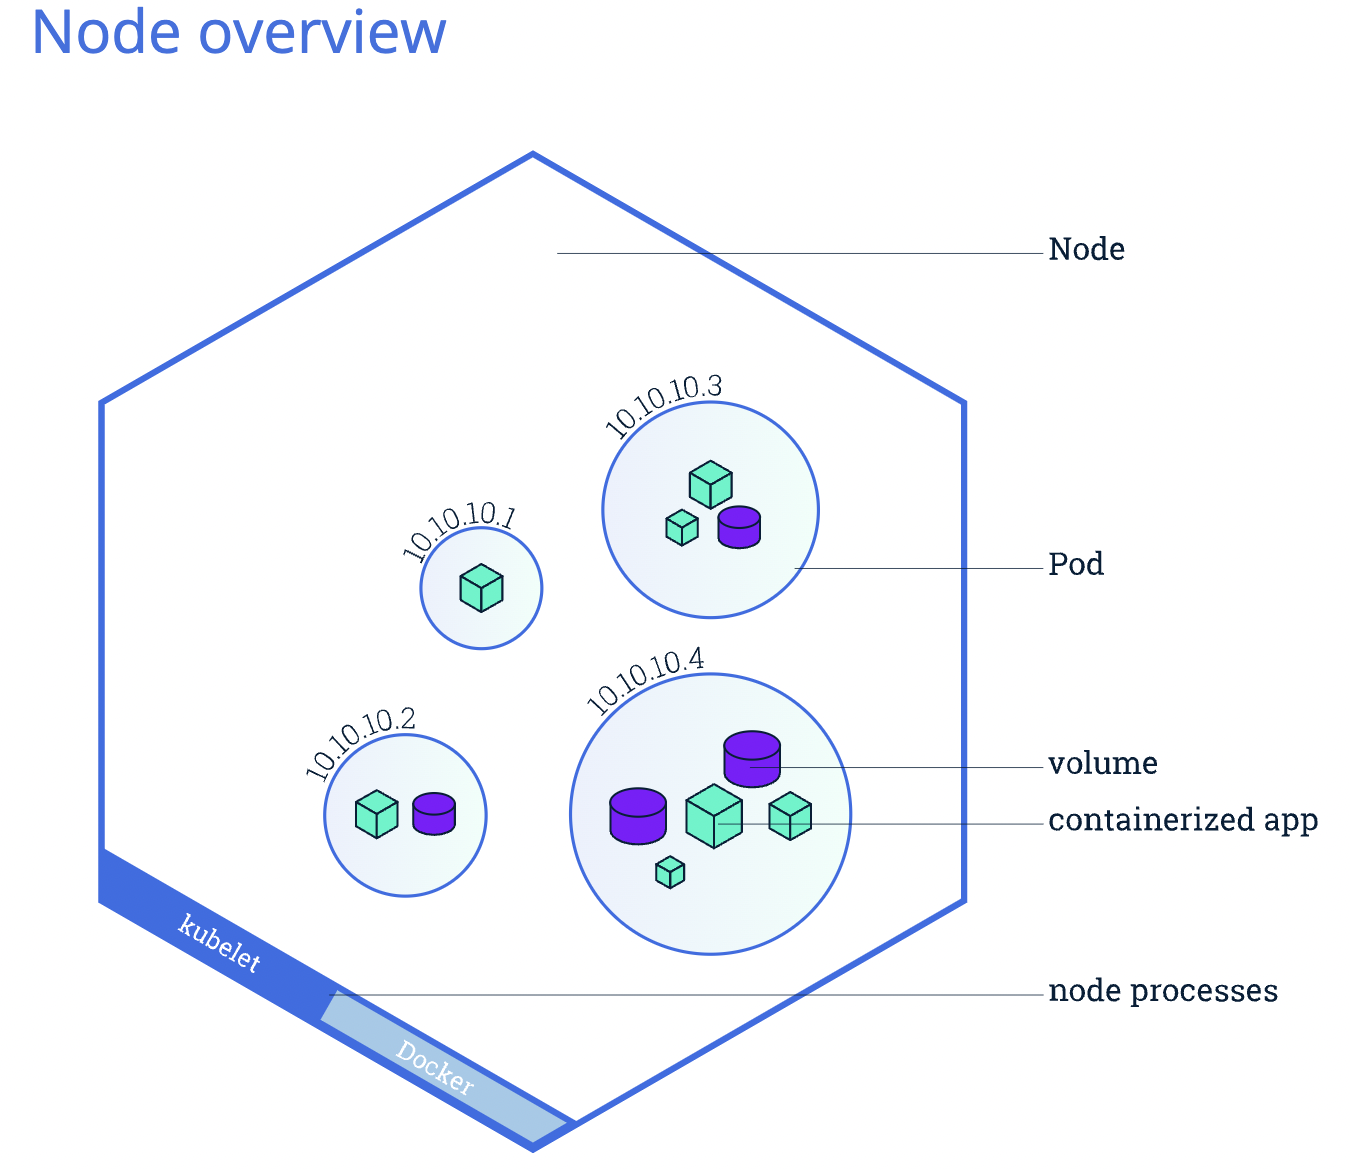 Node overview
Node
10.10.10.3
10.10.10.1
Pod
10.10.10.4
10.10.10.2
volume
containerized app
kubelet
node processes
Docker